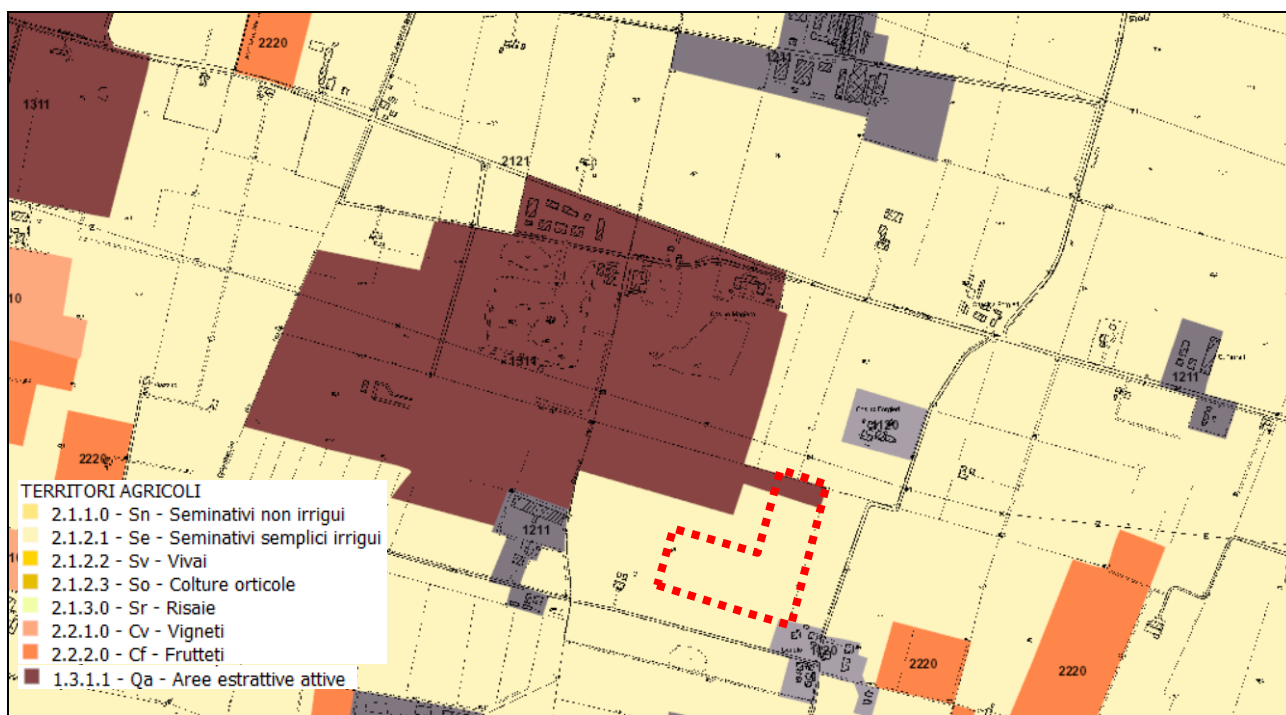 2220
1211
1311
2121
10
1311
1211
1120
2220
TERRITORI AGRICOLI
2.1.1.0 - Sn - Seminativi non irrigui
2.1.2.1 - Se - Seminativi semplici irrigui
2.1.2.2 - Sv - Vivai
2.1.2.3 - So - Colture orticole
2.1.3.0 - Sr - Risaie
2.2.1.0 - Cv - Vigneti
2.2.2.0 - Cf - Frutteti
1.3.1.1 - Qa - Aree estrattive attive
1211
1120
2220
2220